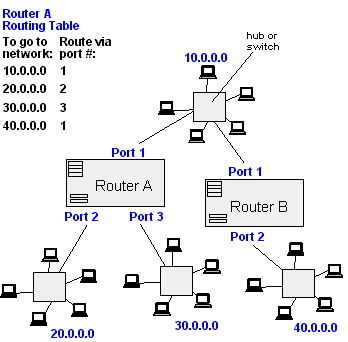 Router A
Routing Table
To go to Route via
network: port #:
10.0.0.0 1
20.0.0.0 2
30.0.0.0 3
40.0.0.0 1
hub or
switch
10.0.0.0
Port 1
Router A
Port 2 Port 3
Port 1
Router B
Port 2
20.0.0.0
30.0.0.0
40.0.0.0